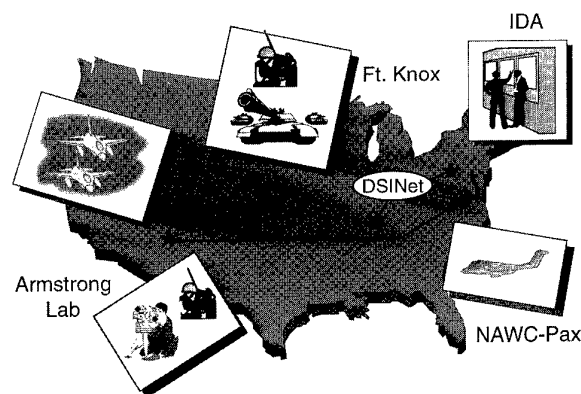 IDA
Ft. Knox
DSINet
Armstrong
Lab
NAWC-Pax